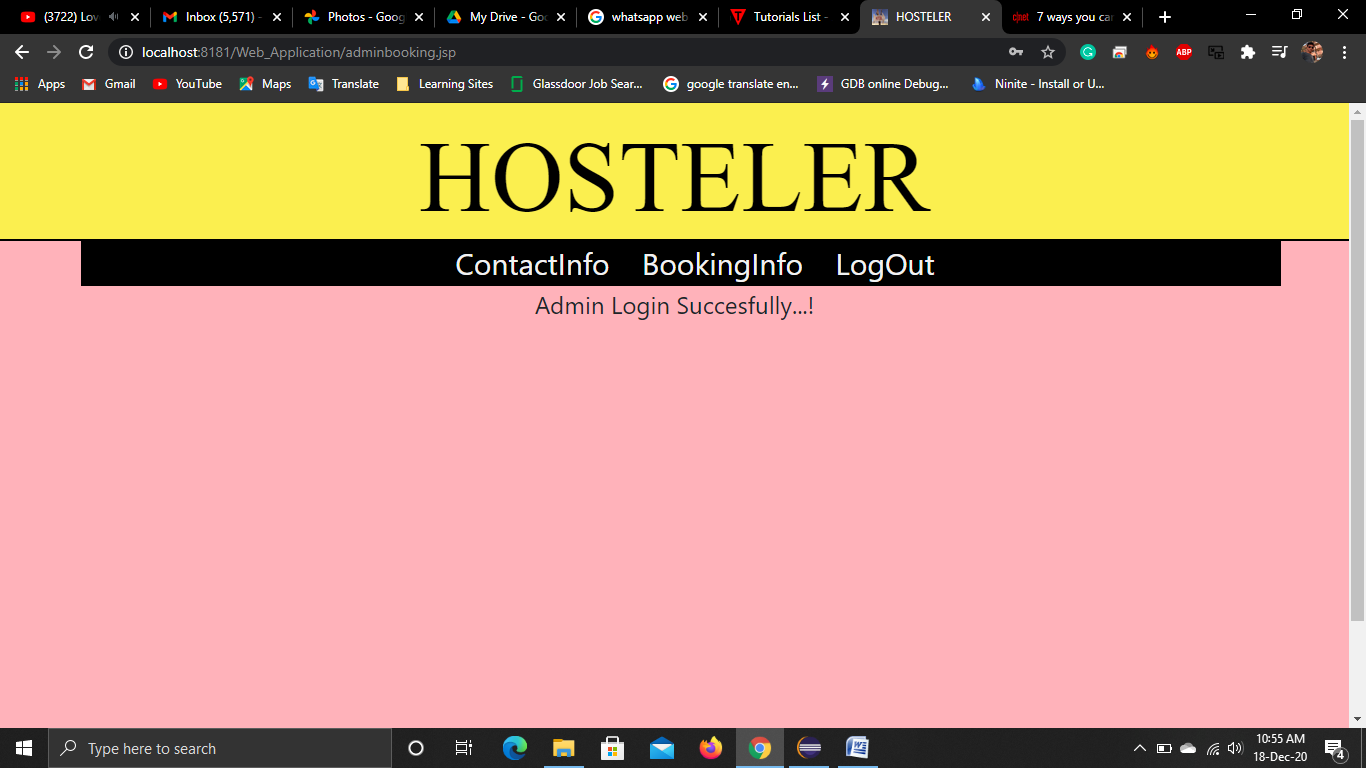 (3722) Lov
Inbox (5,571) -
Photos - Goog
My Drive - Goo
whatsapp web
Tutorials List -
HOSTELER
c|net 7 ways you can
localhost:8181/Web_Application/adminbooking.jsp
ABP
Apps Gmail YouTube Maps Translate Learning Sites Glassdoor Job Sear... google translate en... GDB online Debug... Ninite - Install or U...
HOSTELER
ContactInfo BookingInfo LogOut
Admin Login Succesfully...!
Type here to search
10:55 AM
18-Dec-20
4